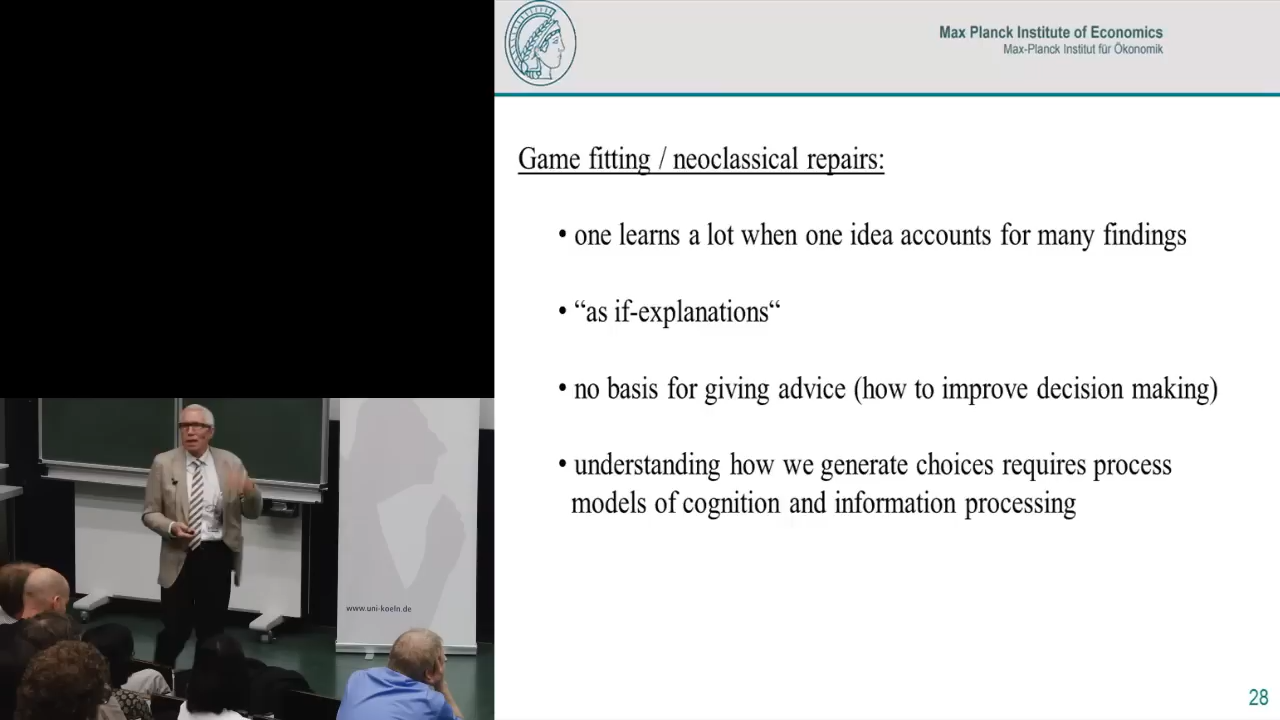 Max Planck Institute of Economics
Max-Planck Institut für Ökonomik
Game fitting / neoclassical repairs:
• one learns a lot when one idea accounts for many findings
• “as if-explanations“
• no basis for giving advice (how to improve decision making)
• understanding how we generate choices requires process
models of cognition and information processing
www.uni-koeln.de
28